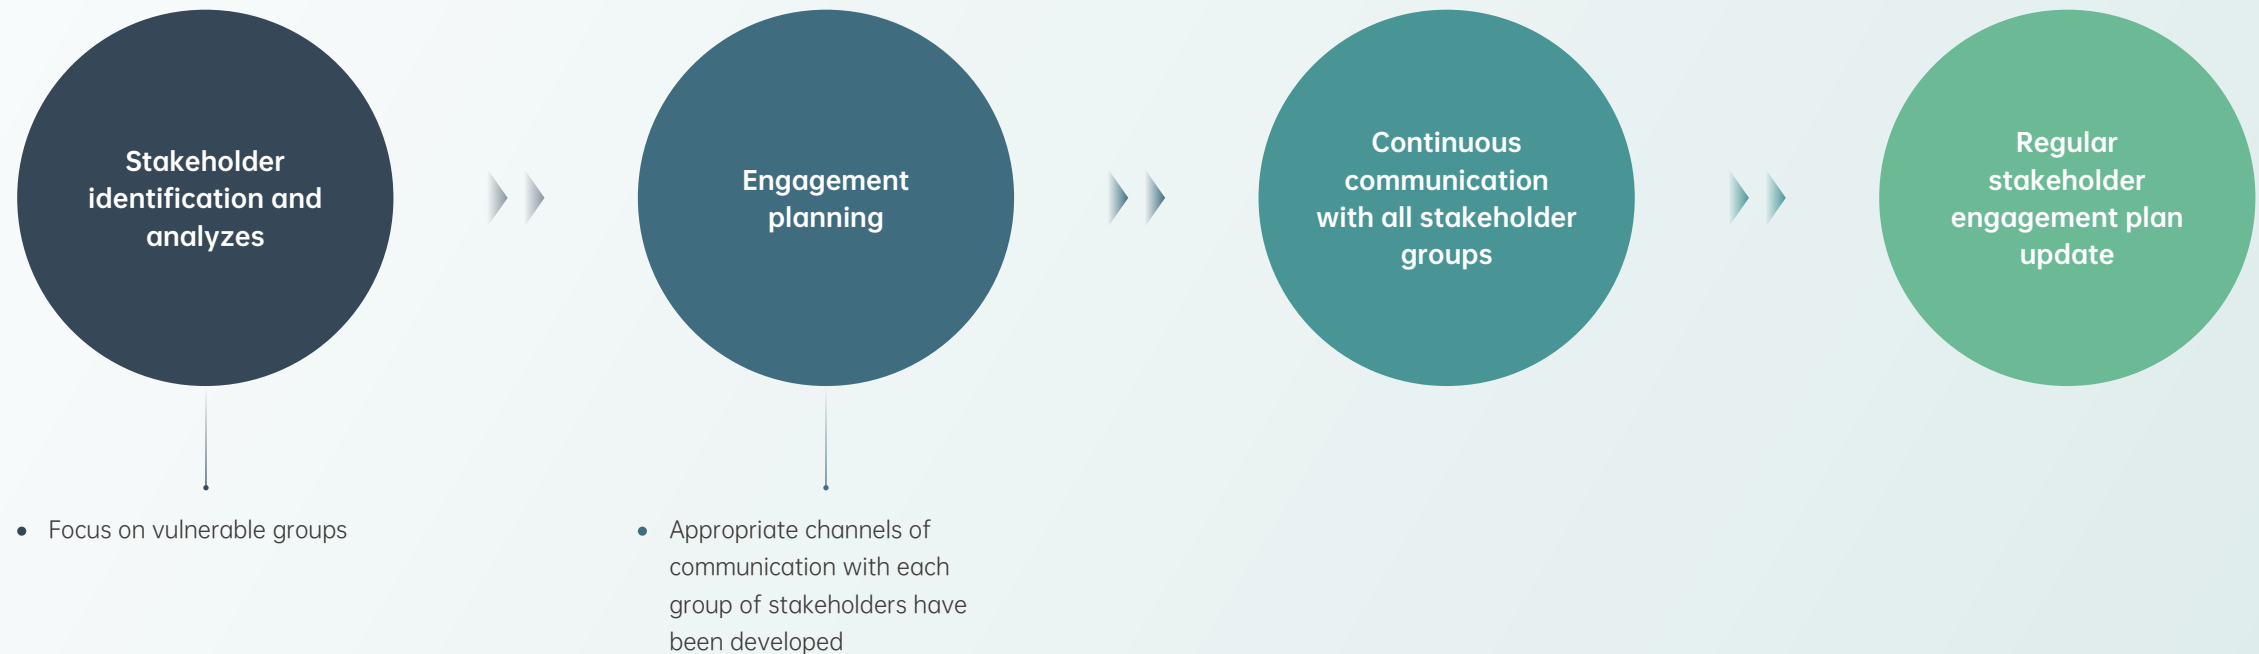 Stakeholder
identification and
analyzes
Engagement
planning
Continuous
communication
with all stakeholder
groups
Regular
stakeholder
engagement plan
update
• Focus on vulnerable groups
• Appropriate channels of
communication with each
group of stakeholders have
been developed